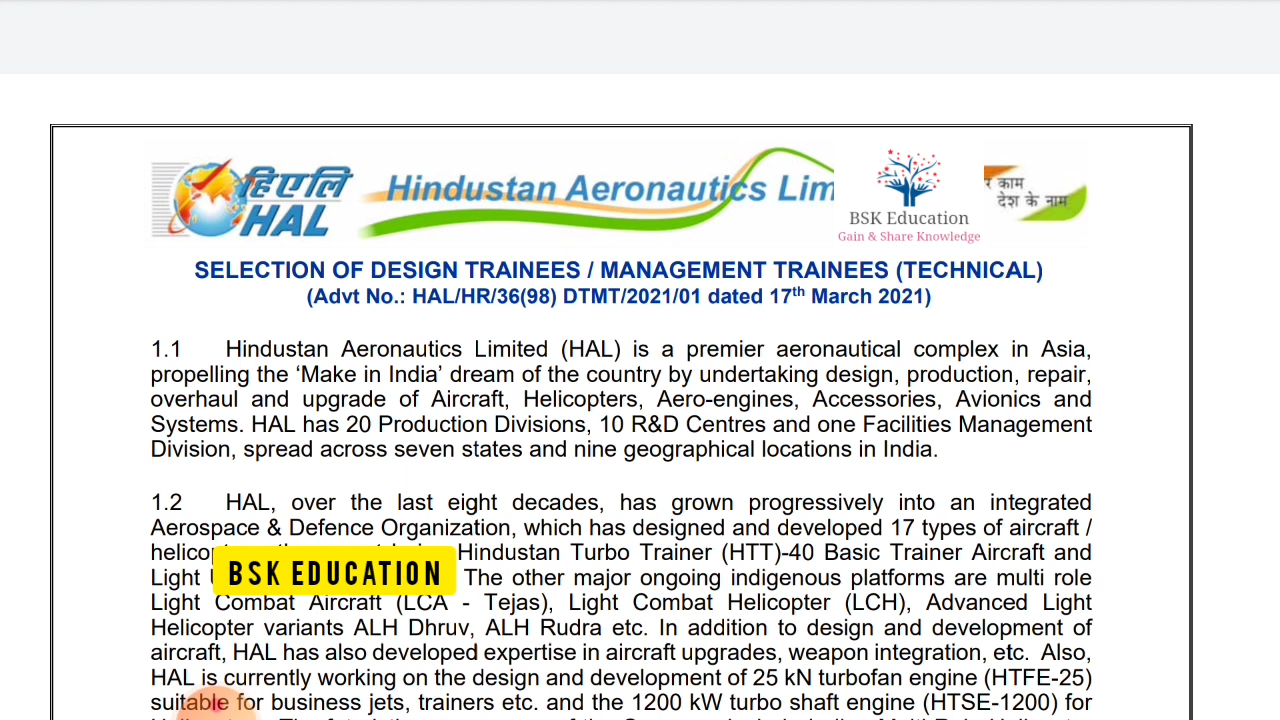 हिएलि
HAL
Hindustan Aeronautics Lim
BSK Education
Gain & Share Knowledge
काम
देश के नाम
SELECTION OF DESIGN TRAINEES / MANAGEMENT TRAINEES (TECHNICAL)
(Advt No.: HAL/HR/36(98) DTMT/2021/01 dated 17th March 2021)
1.1 Hindustan Aeronautics Limited (HAL) is a premier aeronautical complex in Asia,
propelling the ‘Make in India’ dream of the country by undertaking design, production, repair,
overhaul and upgrade of Aircraft, Helicopters, Aero-engines, Accessories, Avionics and
Systems. HAL has 20 Production Divisions, 10 R&D Centres and one Facilities Management
Division, spread across seven states and nine geographical locations in India.
1.2 HAL, over the last eight decades, has grown progressively into an integrated
Aerospace & Defence Organization, which has designed and developed 17 types of aircraft /
Hindustan Turbo Trainer (HTT)-40 Basic Trainer Aircraft and
Light The other major ongoing indigenous platforms are multi role
BSK EDUCATION
Light Combat Aircraft (LCA - Tejas), Light Combat Helicopter (LCH), Advanced Light
Helicopter variants ALH Dhruv, ALH Rudra etc. In addition to design and development of
aircraft, HAL has also developed expertise in aircraft upgrades, weapon integration, etc. Also,
HAL is currently working on the design and development of 25 kN turbofan engine (HTFE-25)
suitable for business jets, trainers etc. and the 1200 kW turbo shaft engine (HTSE-1200) for